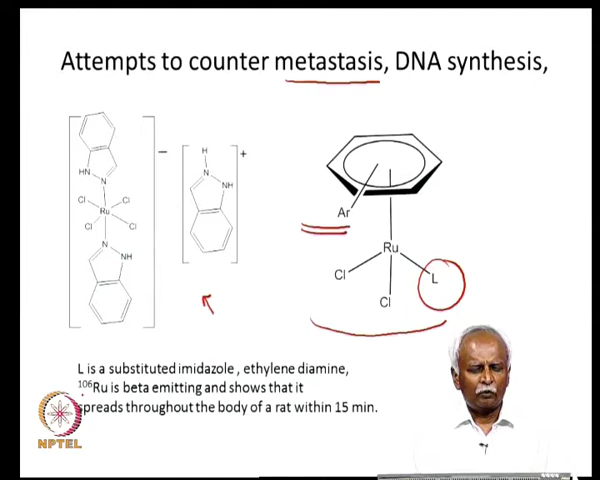 Attempts to counter metastasis, DNA synthesis,
HN
N
Cl
Cl
Ru
Cl
Cl
N
NH
−
H
N
NH
+
Ar
Ru
Cl
L
Cl
L is a substituted imidazole , ethylene diamine,
106Ru is beta emitting and shows that it
spreads throughout the body of a rat within 15 min.
NPTEL